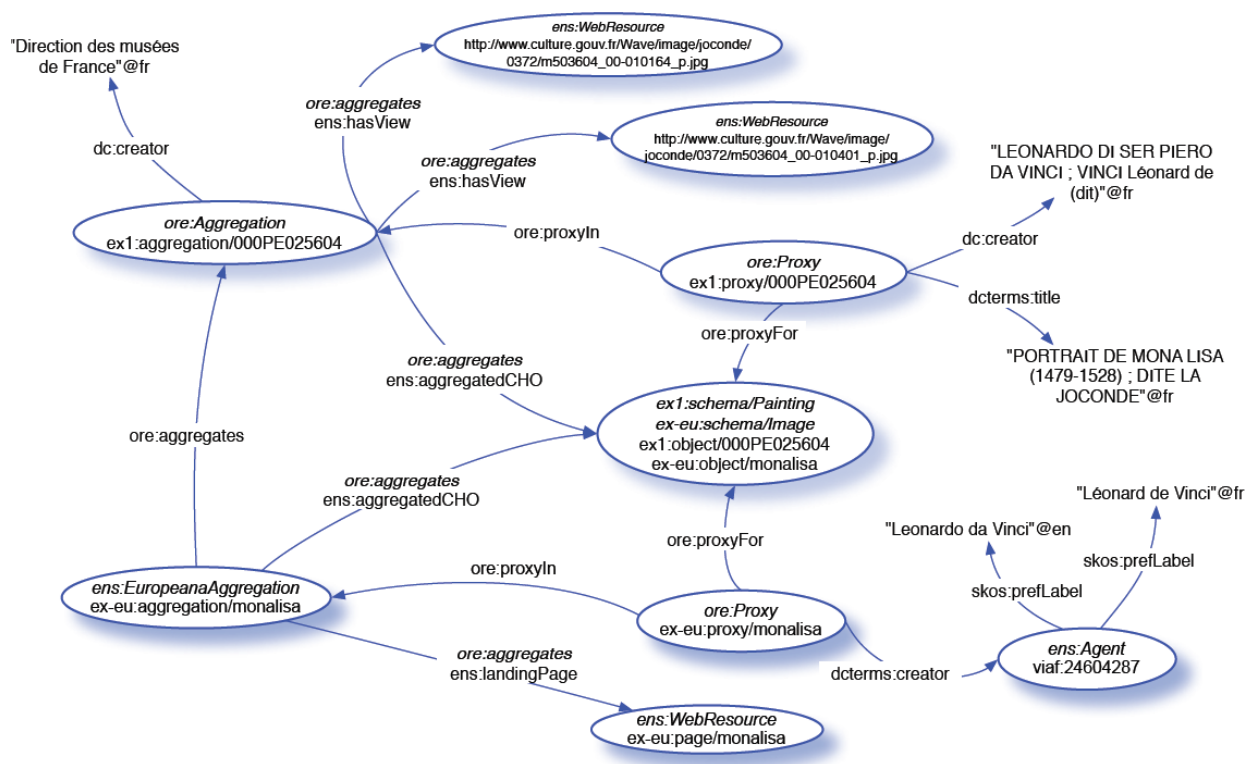 ens:WebResource
http://www.culture.gouv.fr/Wave/image/joconde/
0372/m503604_00-010164_p.jpg
"Direction des musées
de France"@fr
ore:aggregates
ens:hasView
ens:WebResource
http://www.culture.gouv.fr/Wave/image/
joconde/0372/m503604_00-010401_p.jpg
dc:creator
ore:aggregates
ens:hasView
"LEONARDO DI SER PIERO
DA VINCI ; VINCI Léonard de
(dit)"@fr
ore:Aggregation
ex1:aggregation/000PE025604
ore:proxyIn
dc:creator
ore:Proxy
ex1:proxy/000PE025604
dcterms:title
ore:proxyFor
"PORTRAIT DE MONA LISA
(1479-1528) ; DITE LA
JOCONDE"@fr
ore:aggregates
ens:aggregatedCHO
ex1:schema/Painting
ex-eu:schema/Image
ex1:object/000PE025604
ex-eu:object/monalisa
ore:aggregates
ore:aggregates
ens:aggregatedCHO
"Léonard de Vinci"@fr
"Leonardo da Vinci"@en
ore:proxyFor
skos:prefLabel
skos:prefLabel
ore:proxyIn
ens:EuropeanaAggregation
ex-eu:aggregation/monalisa
ore:Proxy
ex-eu:proxy/monalisa
ens:Agent
viaf:24604287
dcterms:creator
ore:aggregates
ens:landingPage
ens:WebResource
ex-eu:page/monalisa